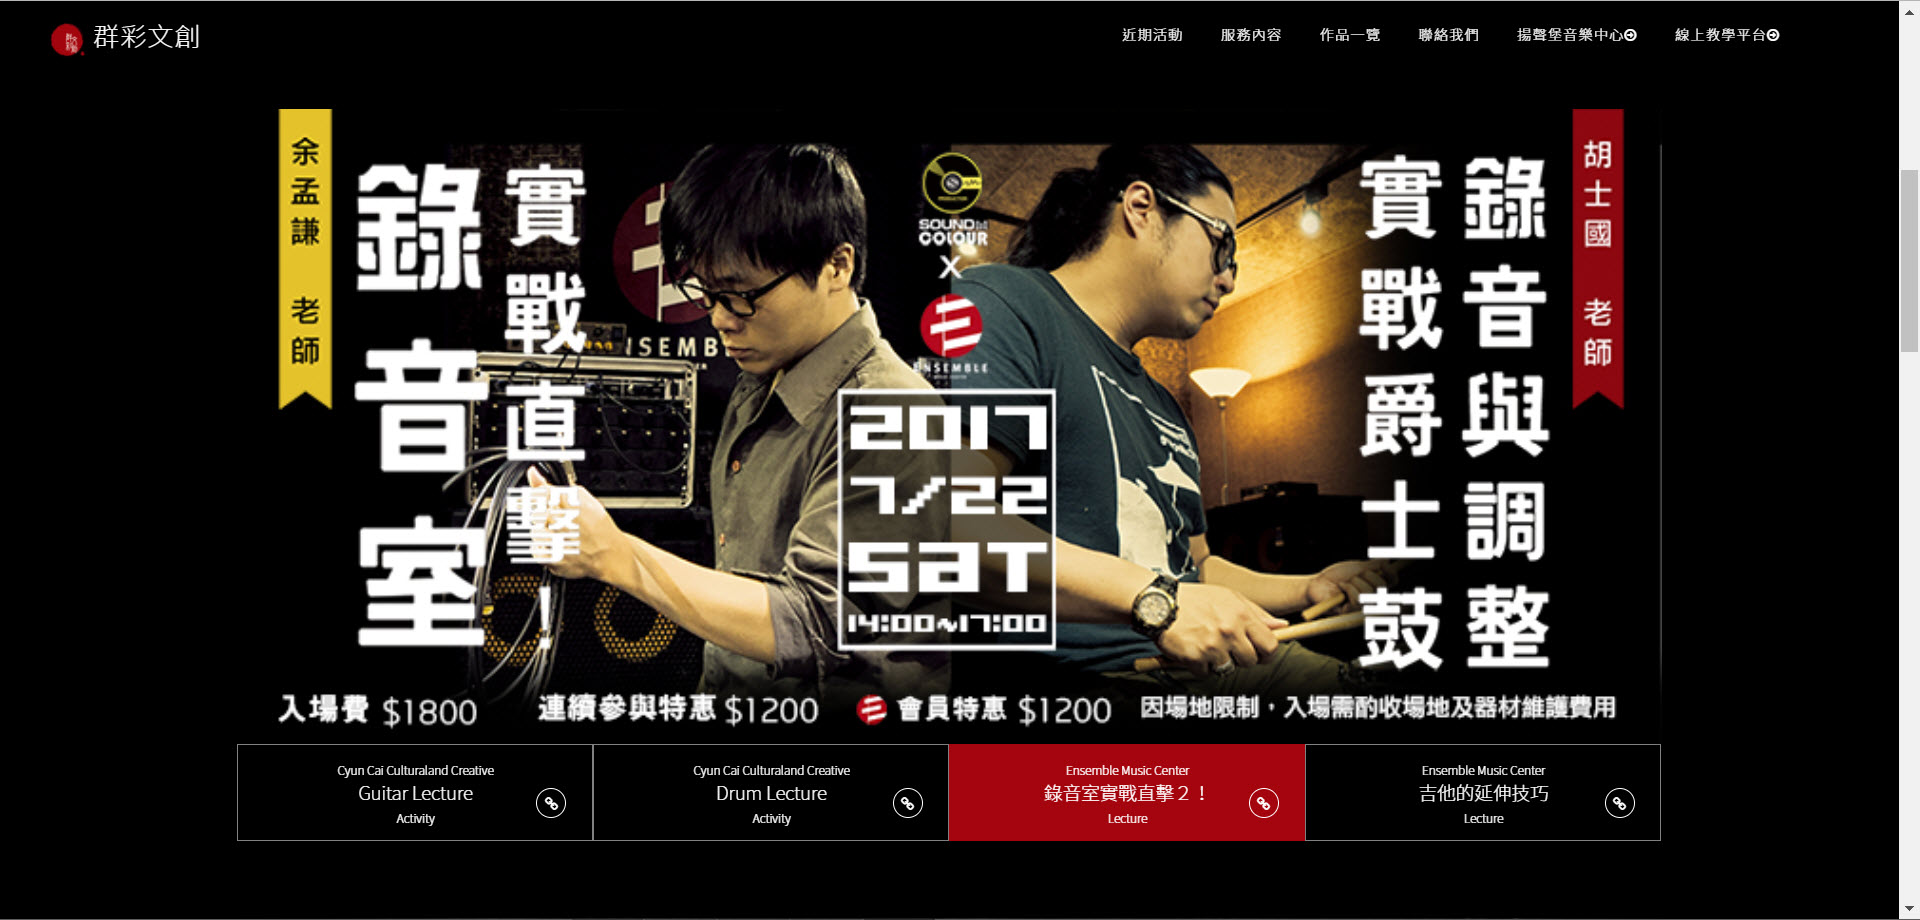 群彩文創
近期活動
服務內容
作品一覽
聯絡我們
揚聲堡音樂中心
線上教學平台
余孟謙 老師
錄音室
實戰直擊！
SOUND
COLOUR
X
ENSEMBLE
2017
7/22
SAT
14:00~17:00
錄音與調整
實戰爵士鼓
胡士國 老師
入場費 $1800
連續參與特惠 $1200
會員特惠 $1200
因場地限制，入場需酌收場地及器材維護費用
Cyun Cai Culturaland Creative
Guitar Lecture
Activity
Cyun Cai Culturaland Creative
Drum Lecture
Activity
Ensemble Music Center
錄音室實戰直擊２！
Lecture
Ensemble Music Center
吉他的延伸技巧
Lecture